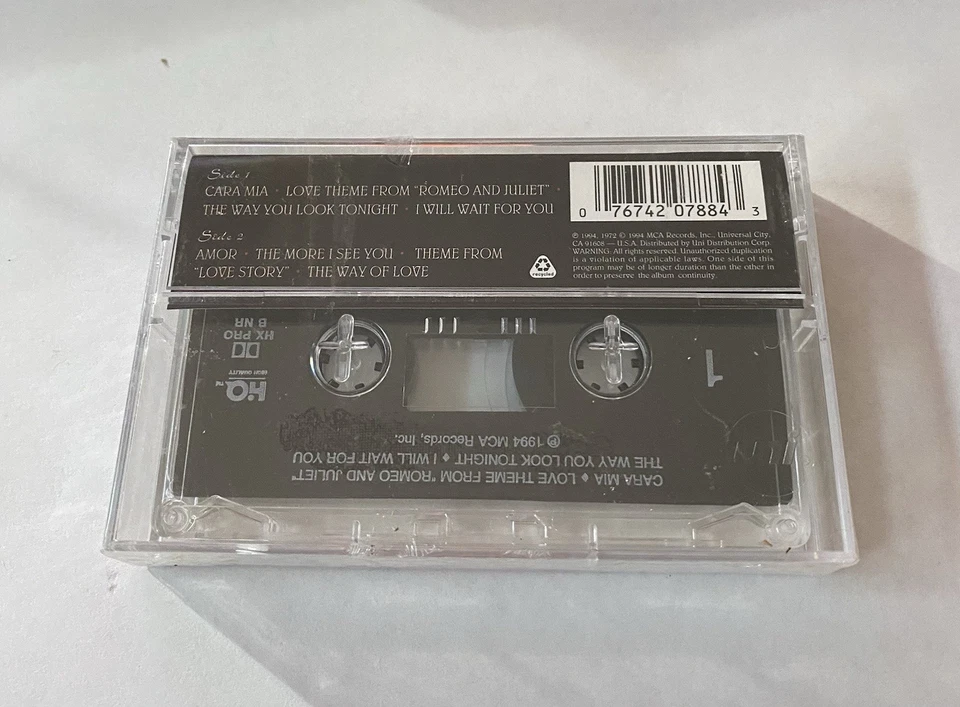 Side 1
CARA MIA • LOVE THEME FROM "ROMEO AND JULIET" •
THE WAY YOU LOOK TONIGHT • I WILL WAIT FOR YOU
Side 2
AMOR • THE MORE I SEE YOU • THEME FROM
"LOVE STORY" • THE WAY OF LOVE
recycled
0 76742 07884 3
℗ 1994, 1972 © 1994 MCA Records, Inc., Universal City,
CA 91608 — U.S.A. Distributed by Uni Distribution Corp.
WARNING: All rights reserved. Unauthorized duplication
is a violation of applicable laws. One side of this
program may be of longer duration than the other in
order to preserve the album continuity.
CARA MIA ♦ LOVE THEME FROM "ROMEO AND JULIET"
THE WAY YOU LOOK TONIGHT ♦ I WILL WAIT FOR YOU
℗ 1994 MCA Records, Inc.
1
HiQ TM
HIGH QUALITY
HX PRO
B NR